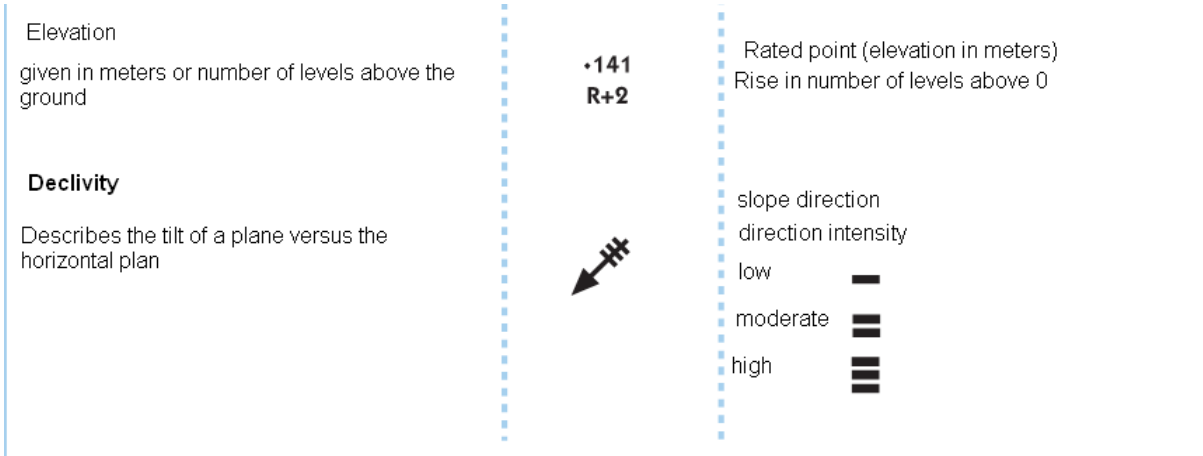 Elevation
given in meters or number of levels above the
ground
•141
R+2
Rated point (elevation in meters)
Rise in number of levels above 0
Declivity
Describes the tilt of a plane versus the
horizontal plan
slope direction
direction intensity
low
moderate
high